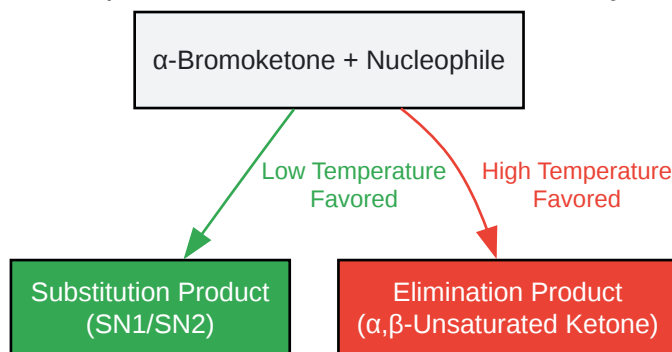 α-Bromoketone + Nucleophile
Low Temperature
Favored
High Temperature
Favored
Substitution Product
(SN1/SN2)
Elimination Product
(α,β-Unsaturated Ketone)